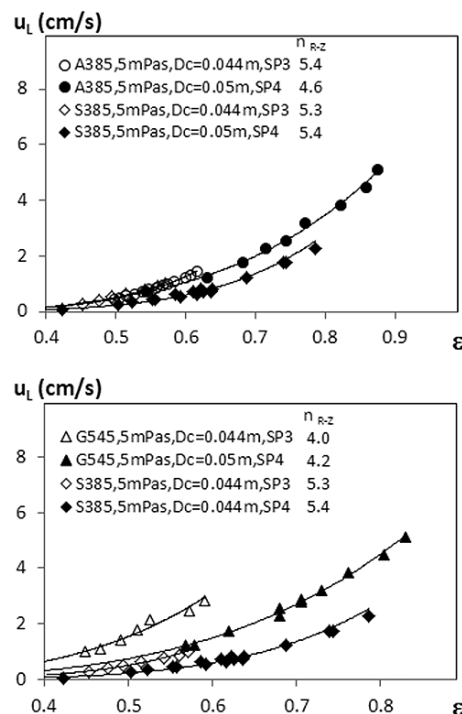 uL (cm/s)
n R-Z
8
○ A385,5mPas,Dc=0.044m,SP3 5.4
● A385,5mPas,Dc=0.05m,SP4 4.6
◇ S385,5mPas,Dc=0.044m,SP3 5.3
6
◆ S385,5mPas,Dc=0.05m,SP4 5.4
4
2
0
0.4 0.5 0.6 0.7 0.8 0.9 ε
uL (cm/s)
n R-Z
8
△ G545,5mPas,Dc=0.044m,SP3 4.0
▲ G545,5mPas,Dc=0.05m,SP4 4.2
◇ S385,5mPas,Dc=0.044m,SP3 5.3
6
◆ S385,5mPas,Dc=0.044m,SP4 5.4
4
2
0
0.4 0.5 0.6 0.7 0.8 ε